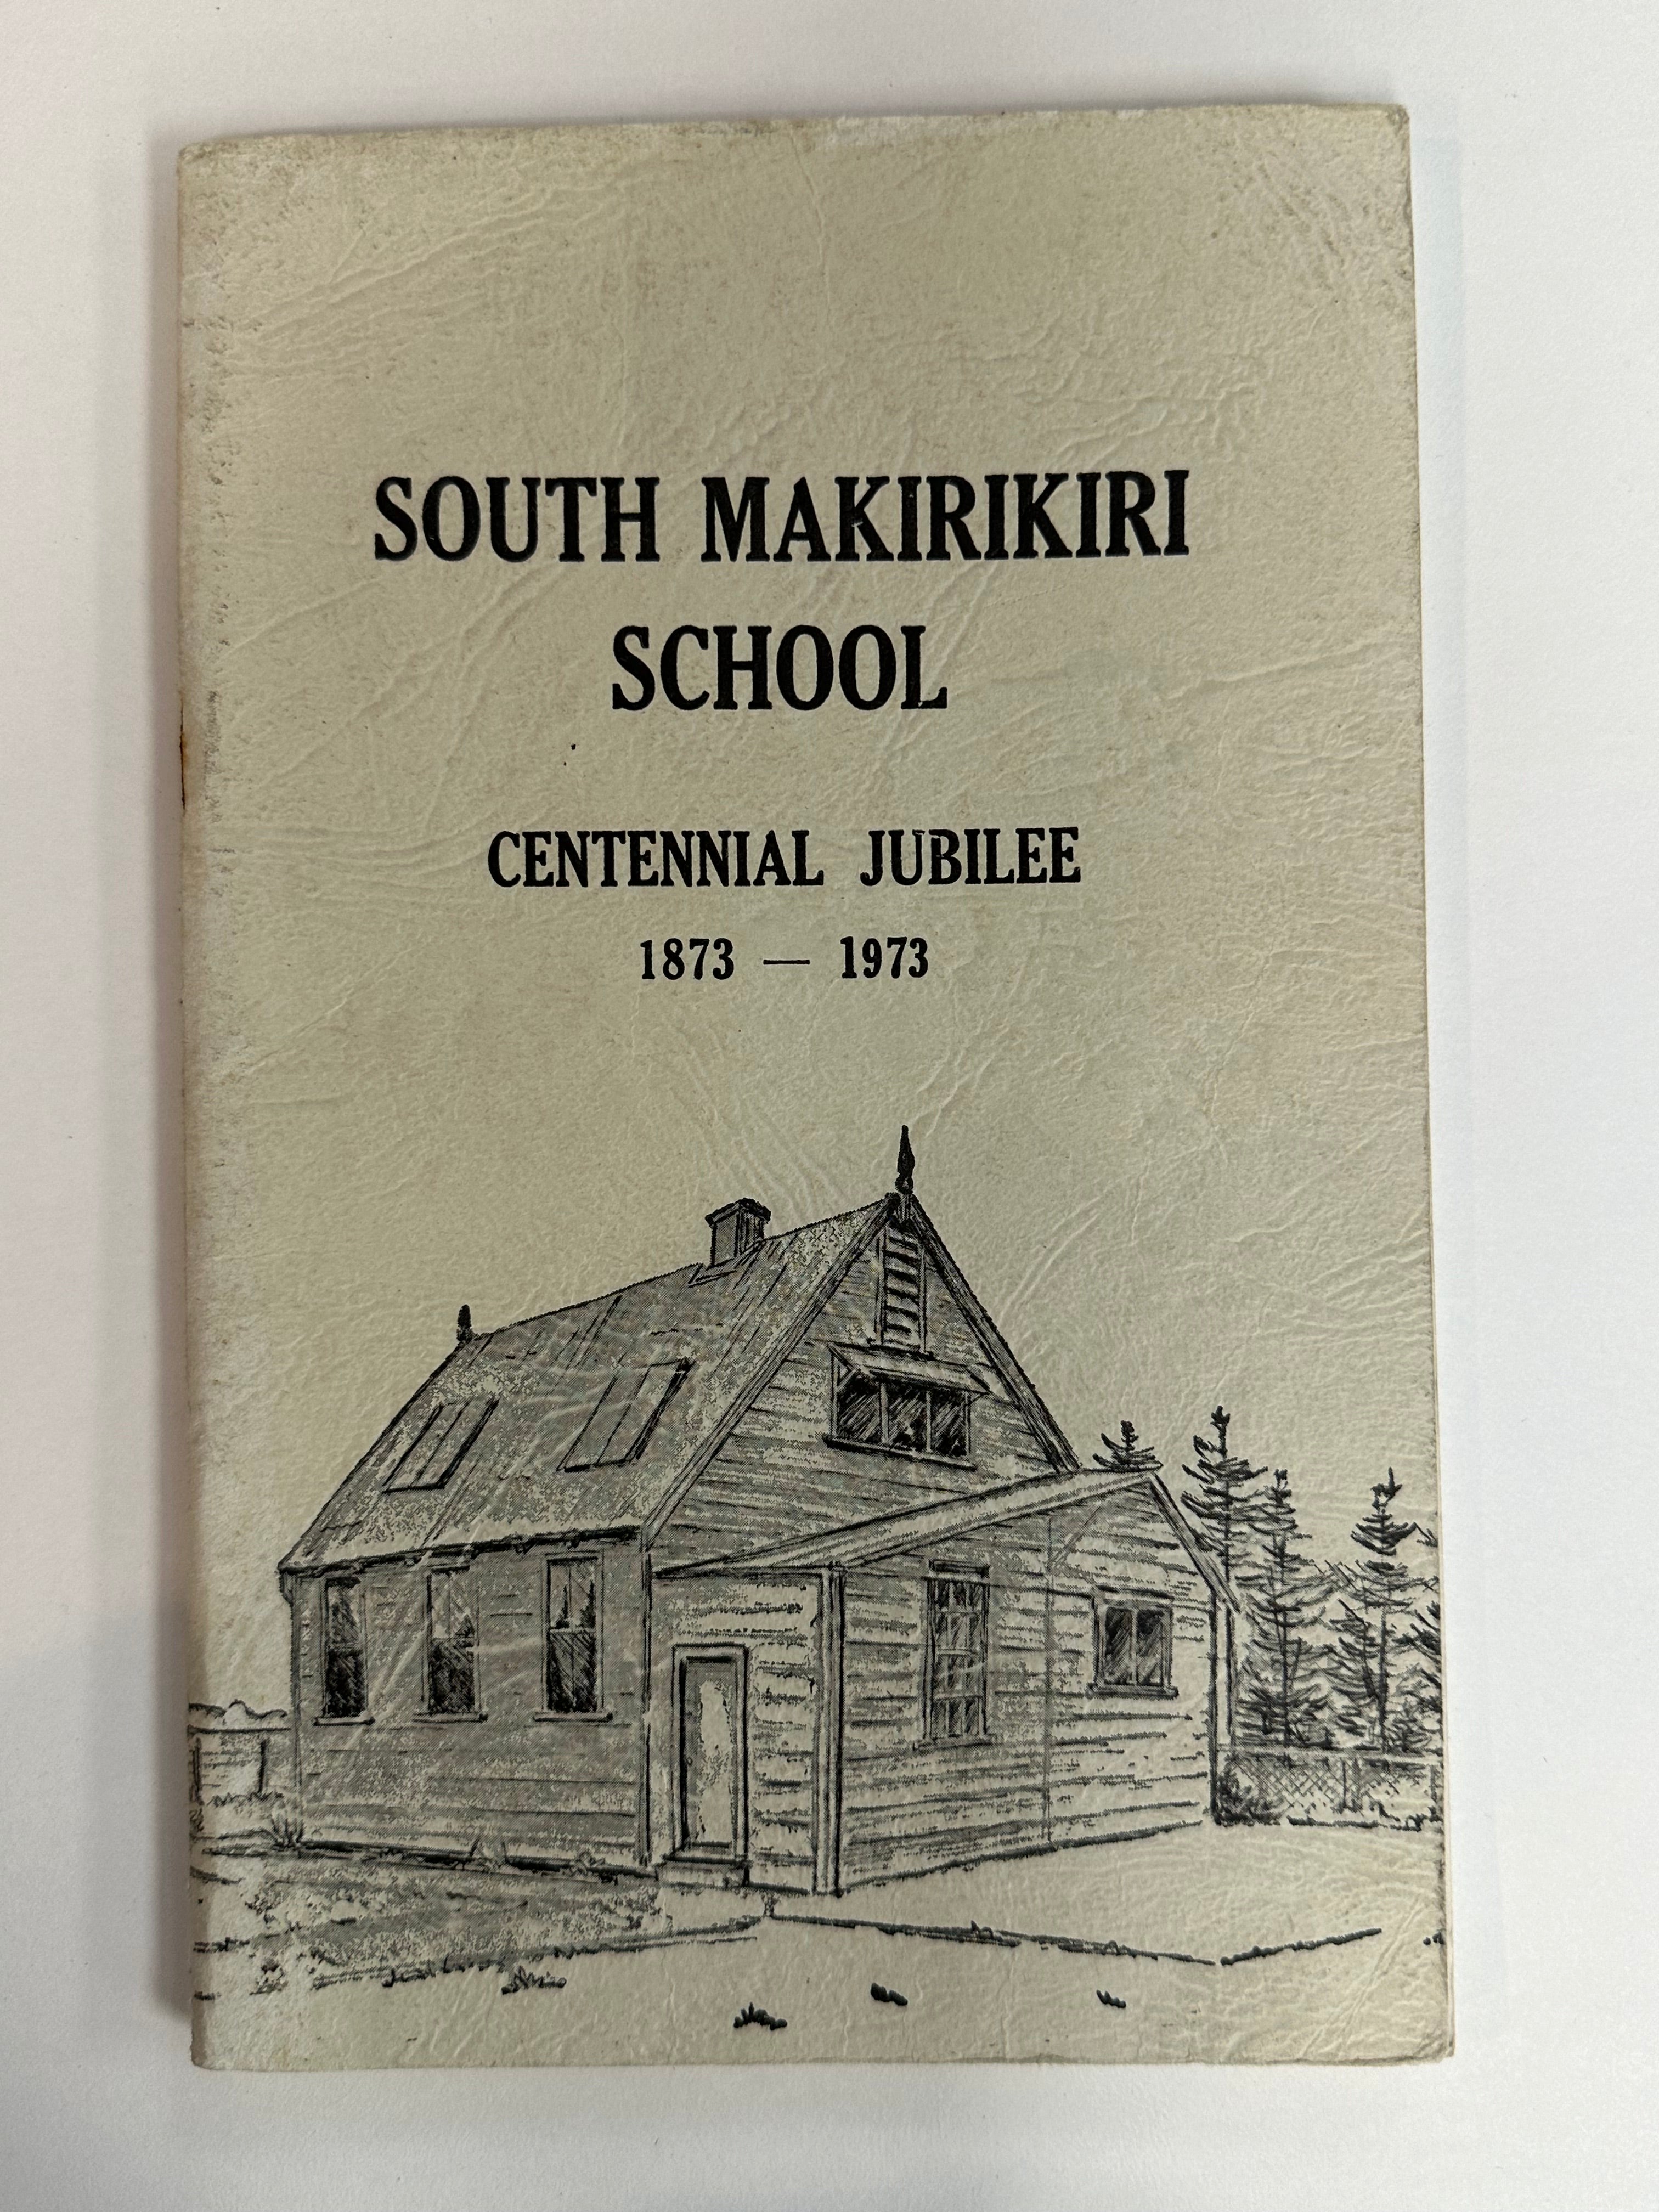 SOUTH MAKIRIKIRI
SCHOOL
CENTENNIAL JUBILEE
1873 — 1973